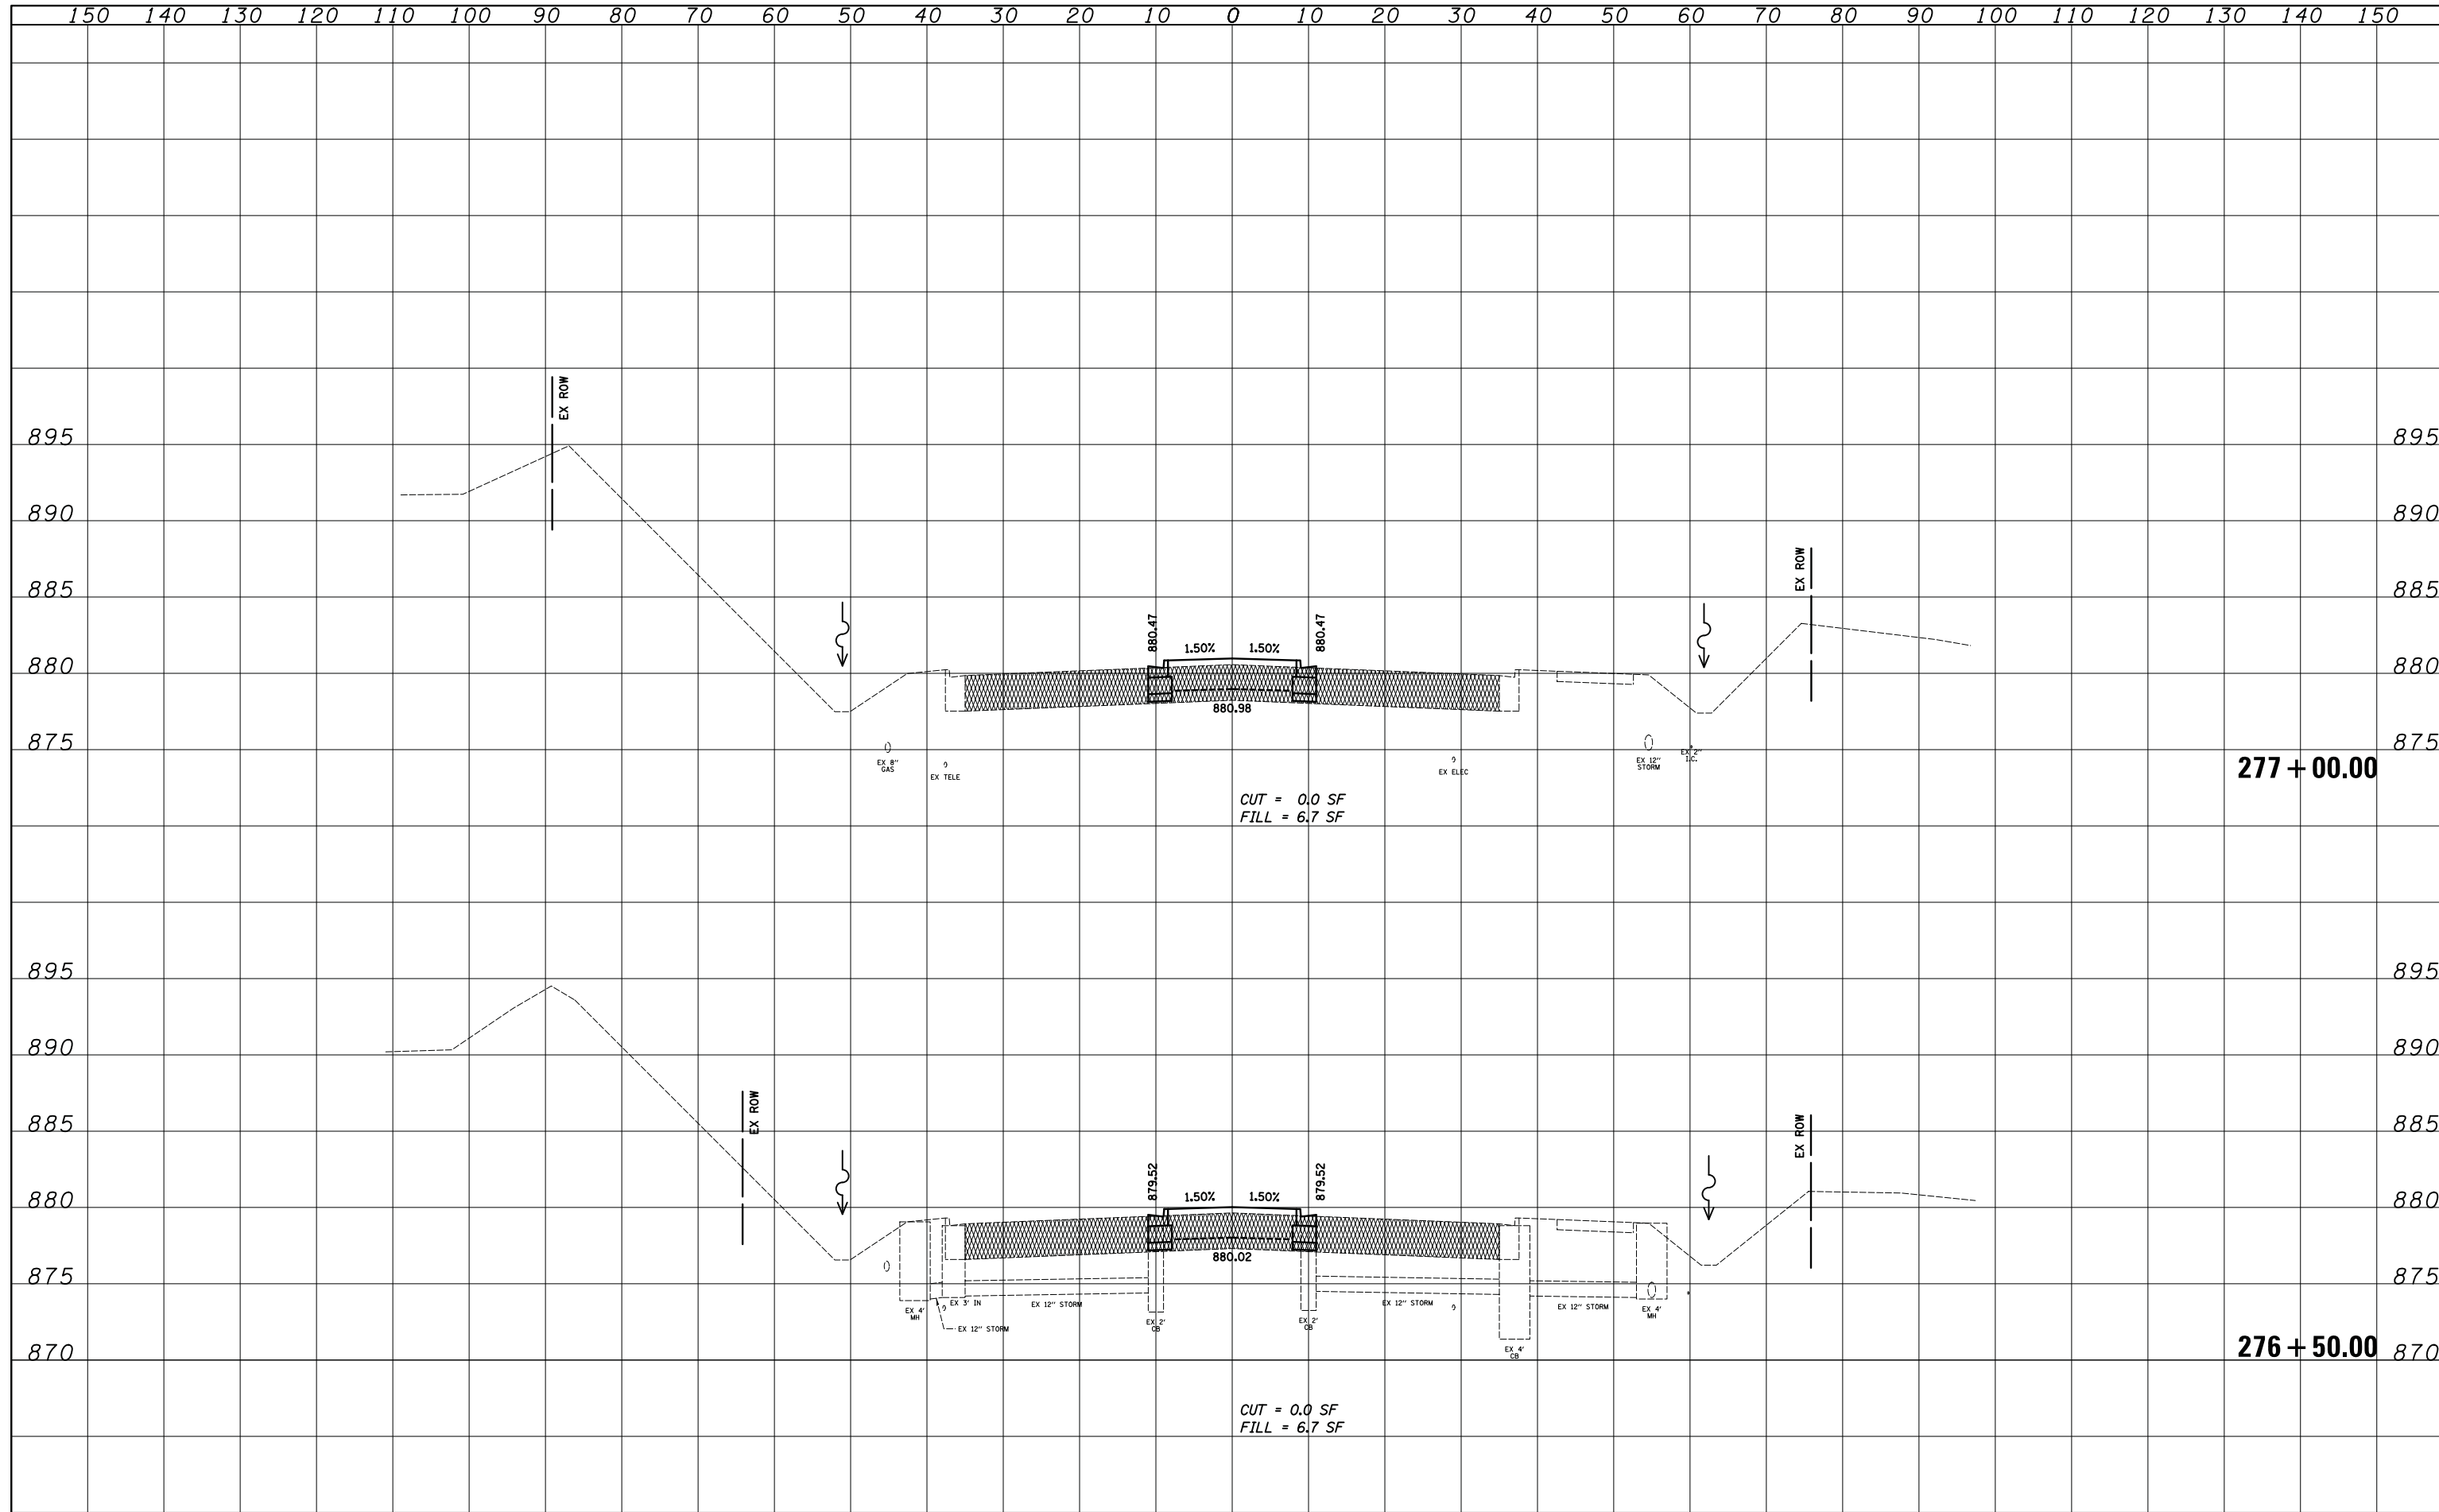 150 140 130 120 110 100 90 80 70 60 50 40 30 20 10 0 10 20 30 40 50 60 70 80 90 100 110 120 130 140 150
EX ROW
895 895
890 890
EX ROW
885 885
880.47 880.47
1.50% 1.50%
880 880
880.98
875 875
EX 8"
GAS
EX TELE
EX ELEC
EX 12"
STORM
EX 2"
I.C.
277+00.00
CUT = 0.0 SF
FILL = 6.7 SF
895 895
890 890
EX ROW
EX ROW
885 885
879.52 879.52
1.50% 1.50%
880 880
880.02
875 875
EX 4'
MH
EX 3' IN
EX 12" STORM
EX 12" STORM
EX 2'
CB
EX 2'
CB
EX 12" STORM
EX 4'
CB
EX 12" STORM
EX 4'
MH
870 870
276+50.00
CUT = 0.0 SF
FILL = 6.7 SF